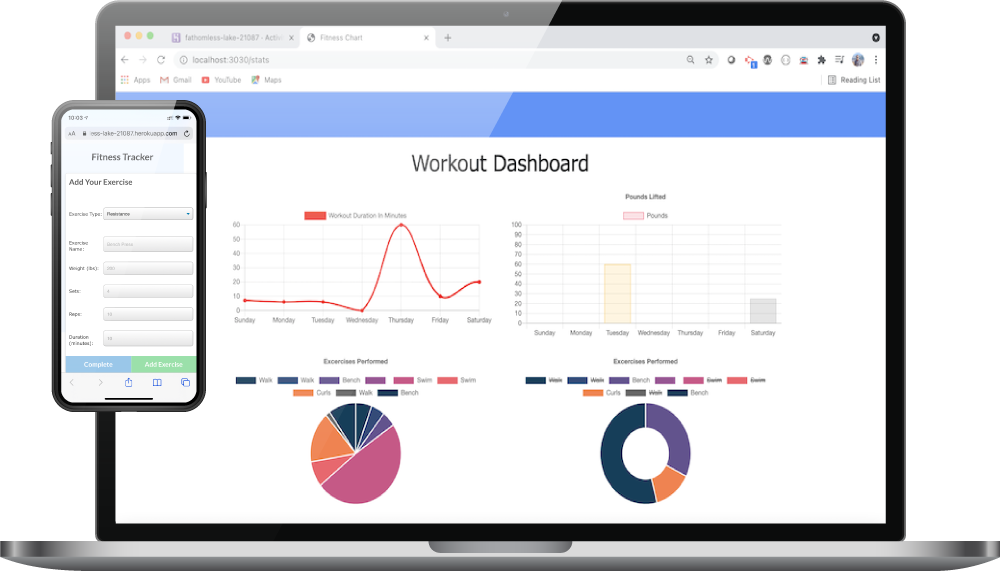 fathomless-lake-21087 - Activi
Fitness Chart
localhost:3030/stats
Apps
Gmail
YouTube
Maps
Reading List
10:03
AA
ess-lake-21087.herokuapp.com
Fitness Tracker
Add Your Exercise
Exercise Type:
Resistance
Exercise
Name:
Bench Press
Weight (lbs):
Sets:
Reps:
Duration
(minutes):
Complete
Add Exercise
Workout Dashboard
Workout Duration In Minutes
60
50
40
30
20
10
0
Sunday Monday Tuesday Wednesday Thursday Friday Saturday
Pounds Lifted
Pounds
100
90
80
70
60
50
40
30
20
10
0
Sunday Monday Tuesday Wednesday Thursday Friday Saturday
Excercises Performed
Walk Walk Bench Swim Swim
Curls Walk Bench
Excercises Performed
Walk Walk Bench Swim Swim
Curls Walk Bench